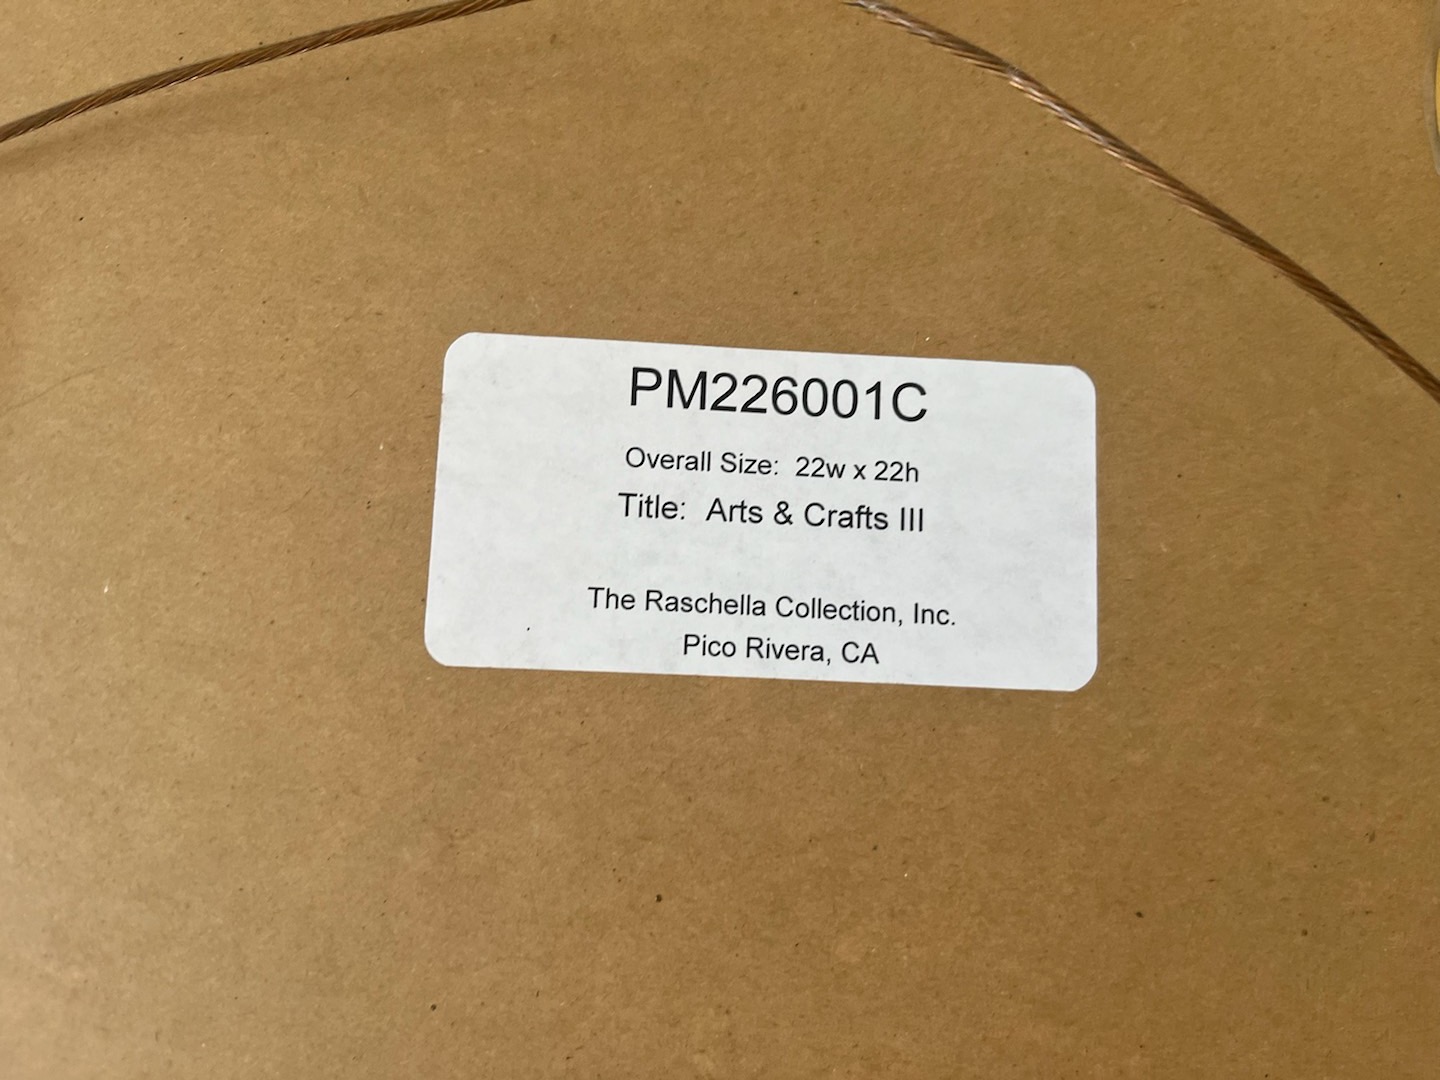 PM226001C
Overall Size: 22w x 22h
Title: Arts & Crafts III
The Raschella Collection, Inc.
Pico Rivera, CA